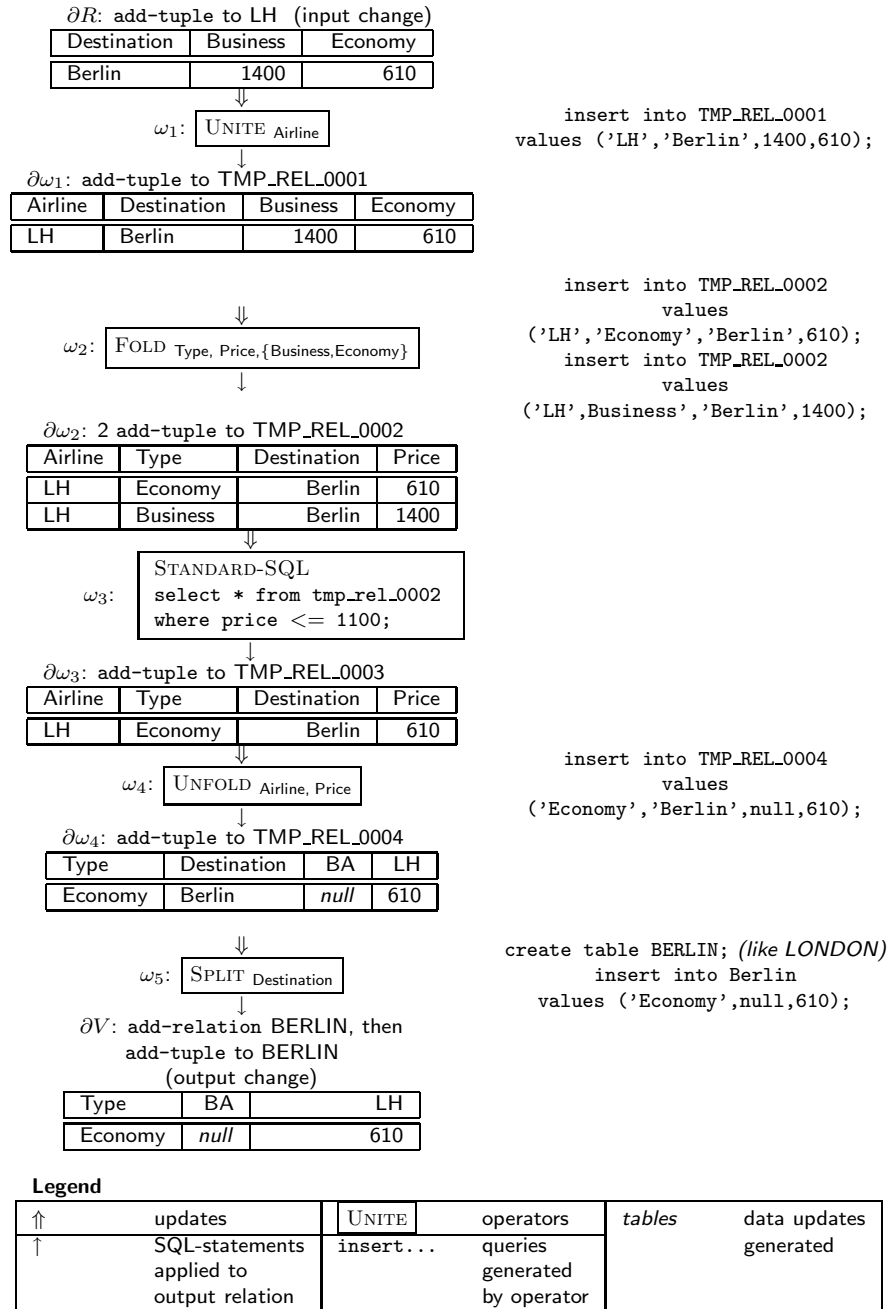 ∂R: add-tuple to LH (input change)
Destination Business Economy
Berlin 1400 610
⇓
ω1: UNITE Airline
insert into TMP_REL_0001
values ('LH','Berlin',1400,610);
↓
∂ω1: add-tuple to TMP_REL_0001
Airline Destination Business Economy
LH Berlin 1400 610
⇓
ω2: FOLD Type, Price,{Business,Economy}
↓
insert into TMP_REL_0002
values
('LH','Economy','Berlin',610);
insert into TMP_REL_0002
values
('LH',Business','Berlin',1400);
∂ω2: 2 add-tuple to TMP_REL_0002
Airline Type Destination Price
LH Economy Berlin 610
LH Business Berlin 1400
⇓
ω3:
STANDARD-SQL
select * from tmp_rel_0002
where price <= 1100;
↓
∂ω3: add-tuple to TMP_REL_0003
Airline Type Destination Price
LH Economy Berlin 610
⇓
ω4: UNFOLD Airline, Price
↓
insert into TMP_REL_0004
values
('Economy','Berlin',null,610);
∂ω4: add-tuple to TMP_REL_0004
Type Destination BA LH
Economy Berlin null 610
⇓
ω5: SPLIT Destination
↓
create table BERLIN; (like LONDON)
insert into Berlin
values ('Economy',null,610);
∂V: add-relation BERLIN, then
add-tuple to BERLIN
(output change)
Type BA LH
Economy null 610
Legend
⇑ updates UNITE operators tables data updates
↑ SQL-statements insert... queries generated
applied to generated
output relation by operator